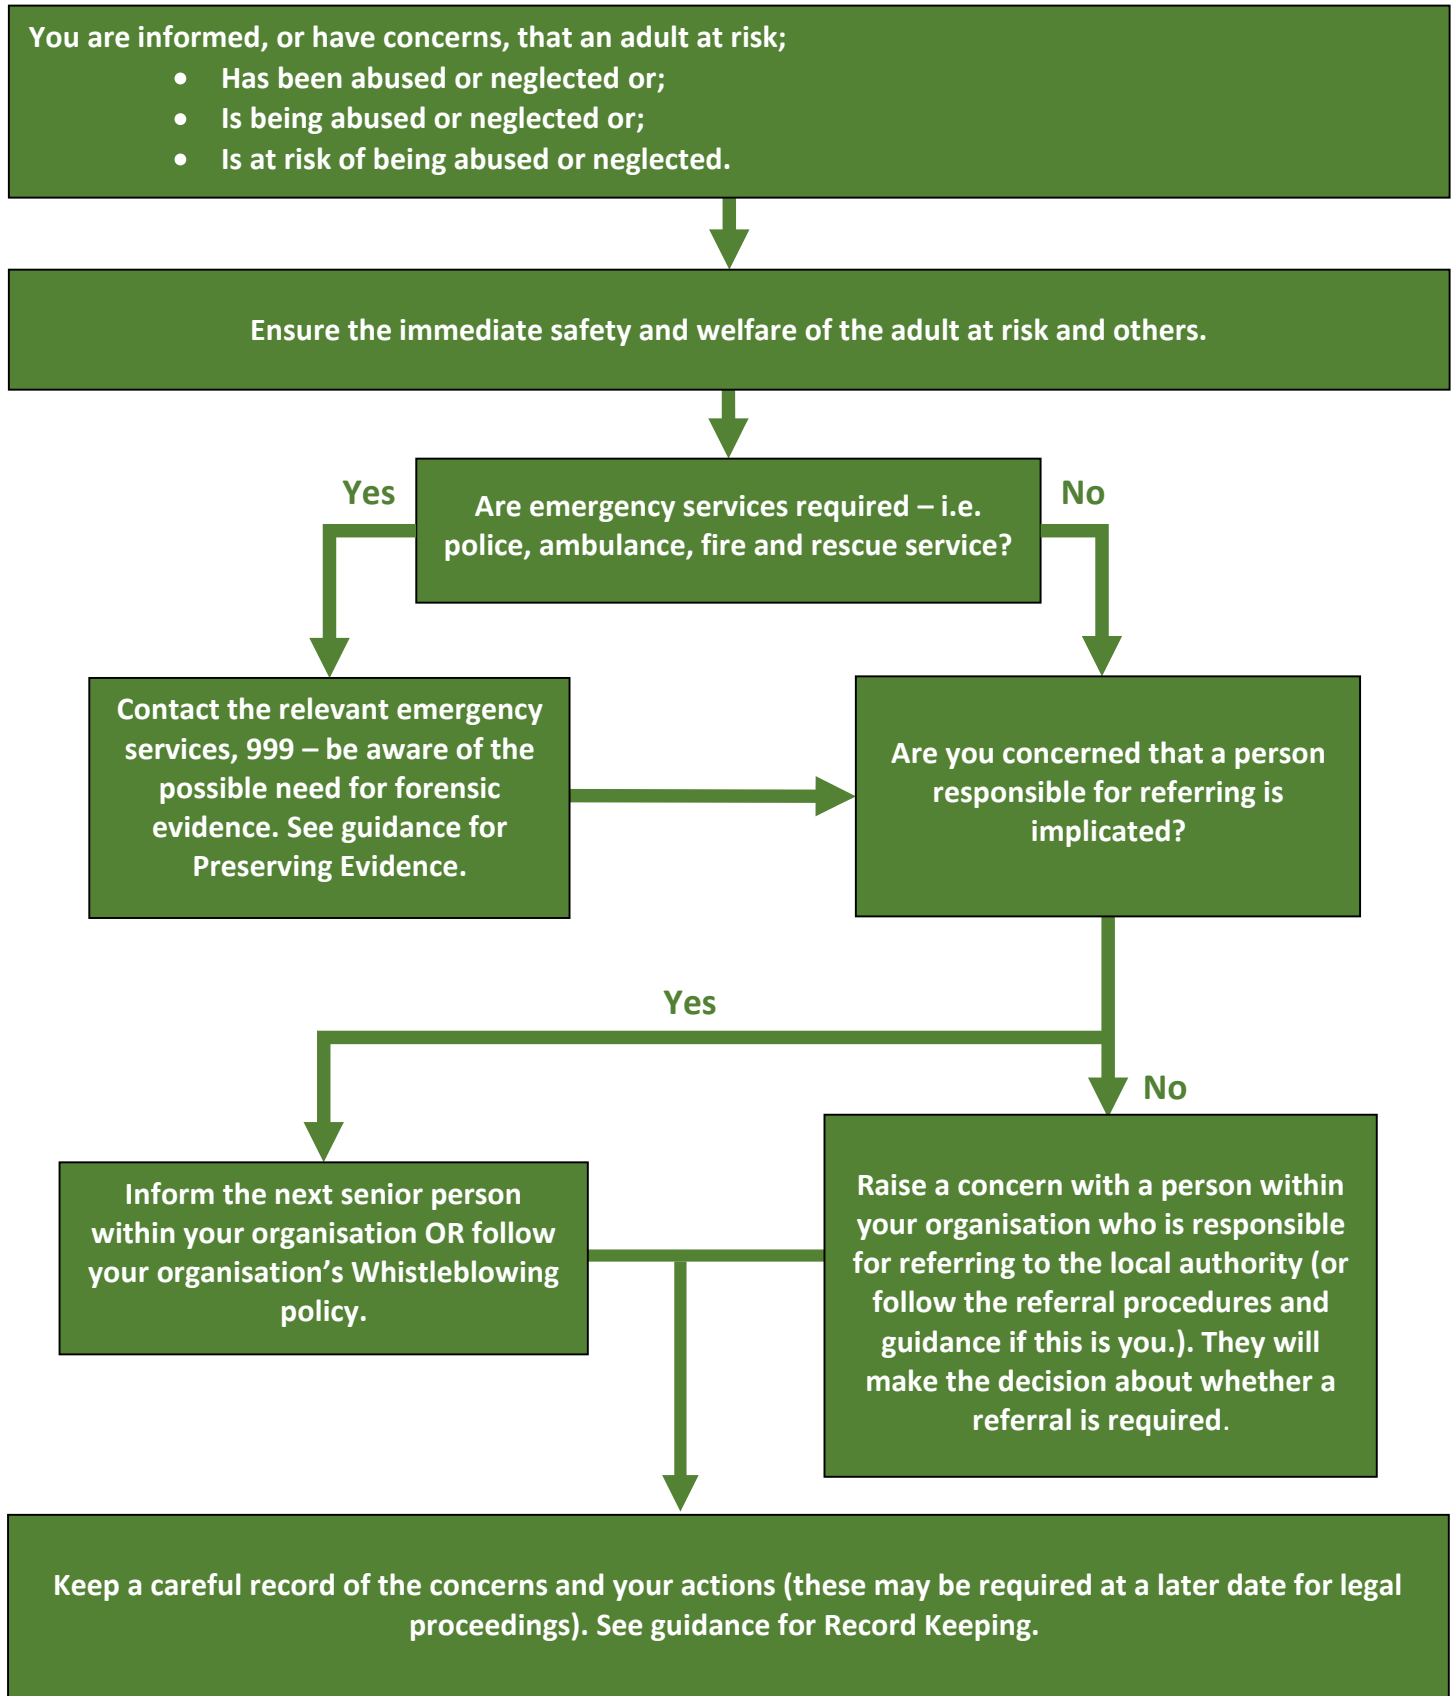 You are informed, or have concerns, that an adult at risk;
• Has been abused or neglected or;
• Is being abused or neglected or;
• Is at risk of being abused or neglected.
Ensure the immediate safety and welfare of the adult at risk and others.
Are emergency services required – i.e.
police, ambulance, fire and rescue service?
Yes
No
Contact the relevant emergency
services, 999 – be aware of the
possible need for forensic
evidence. See guidance for
Preserving Evidence.
Are you concerned that a person
responsible for referring is
implicated?
Yes
No
Inform the next senior person
within your organisation OR follow
your organisation’s Whistleblowing
policy.
Raise a concern with a person within
your organisation who is responsible
for referring to the local authority (or
follow the referral procedures and
guidance if this is you.). They will
make the decision about whether a
referral is required.
Keep a careful record of the concerns and your actions (these may be required at a later date for legal
proceedings). See guidance for Record Keeping.